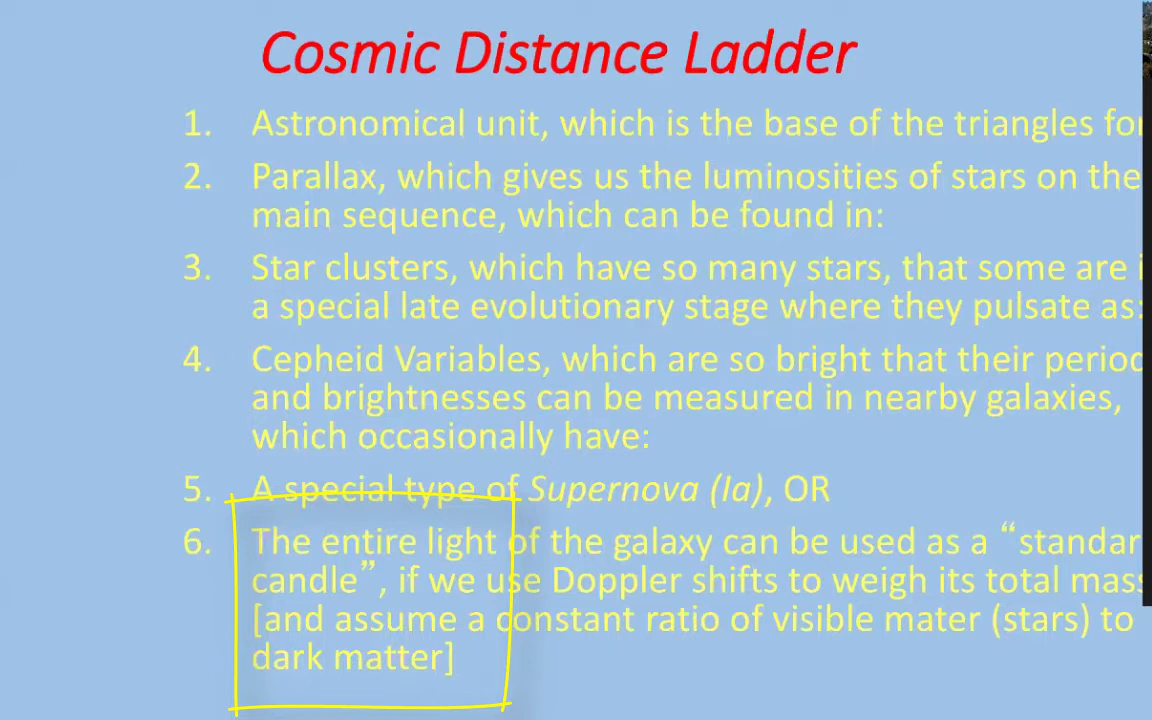 Cosmic Distance Ladder
1. Astronomical unit, which is the base of the triangles for
2. Parallax, which gives us the luminosities of stars on the
main sequence, which can be found in:
3. Star clusters, which have so many stars, that some are i
a special late evolutionary stage where they pulsate as:
4. Cepheid Variables, which are so bright that their period
and brightnesses can be measured in nearby galaxies,
which occasionally have:
5. A special type of Supernova (Ia), OR
6. The entire light of the galaxy can be used as a “standar
candle”, if we use Doppler shifts to weigh its total mass
[and assume a constant ratio of visible mater (stars) to
dark matter]